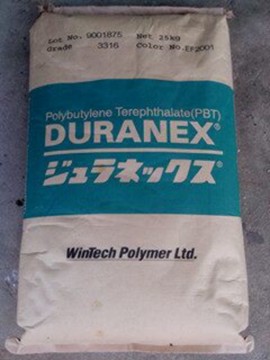 Lot No. 9001875 Net 25KG
Grade 3316 Color No.EF2001
Polybutylene Terephthalate(PBT)
DURANEX®
ジュラネックス®
WinTech Polymer Ltd.